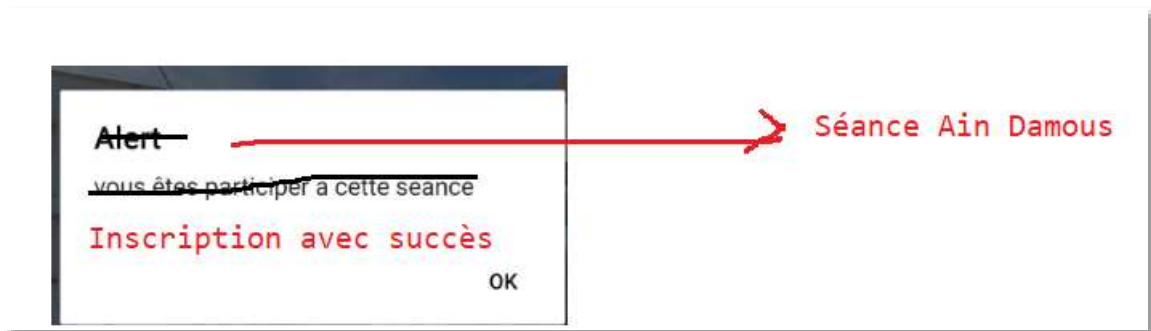 Alert
Séance Ain Damous
vous êtes participer a cette seance
Inscription avec succès
OK